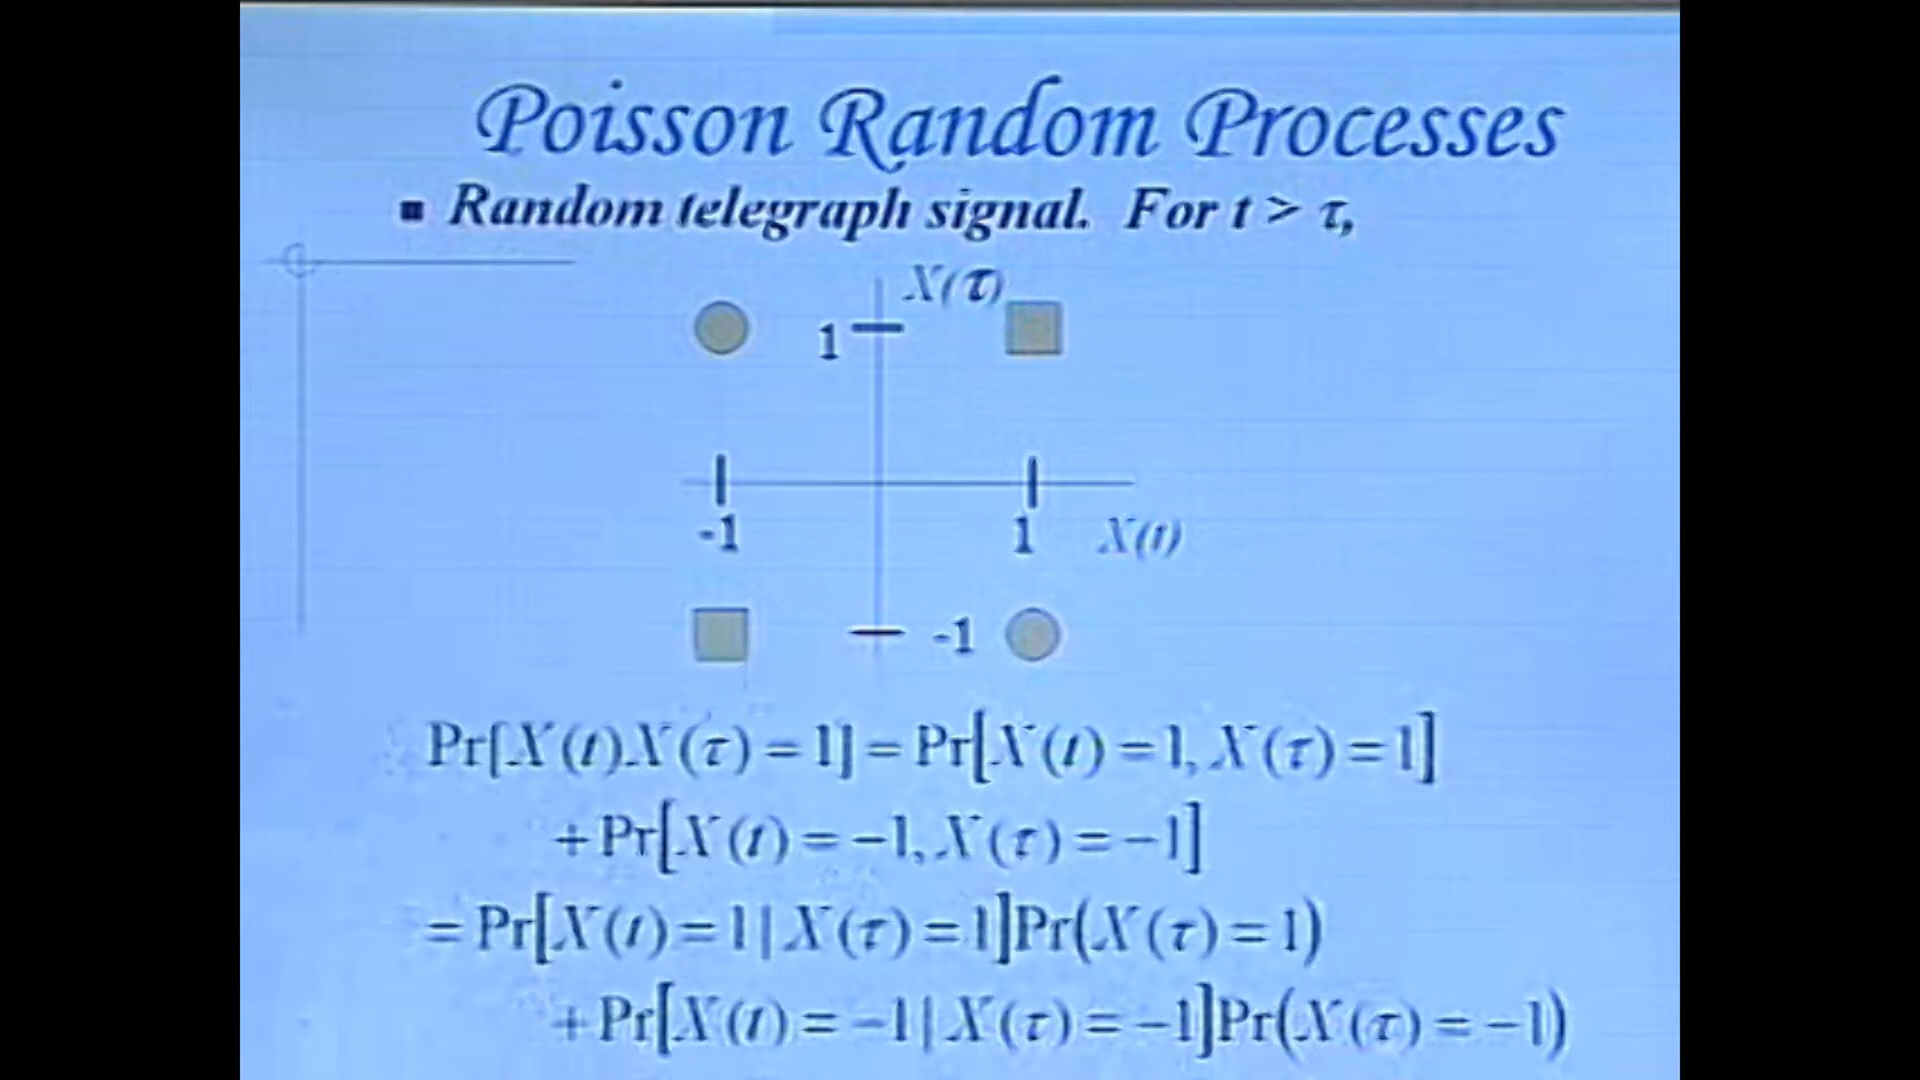 Poisson Random Processes
▪ Random telegraph signal. For t > τ,
X(τ)
1
-1
1
X(t)
-1
Pr[X(t)X(τ) = 1] = Pr[X(t) = 1, X(τ) = 1]
+ Pr[X(t) = −1, X(τ) = −1]
= Pr[X(t) = 1 | X(τ) = 1]Pr(X(τ) = 1)
+ Pr[X(t) = −1 | X(τ) = −1]Pr(X(τ) = −1)